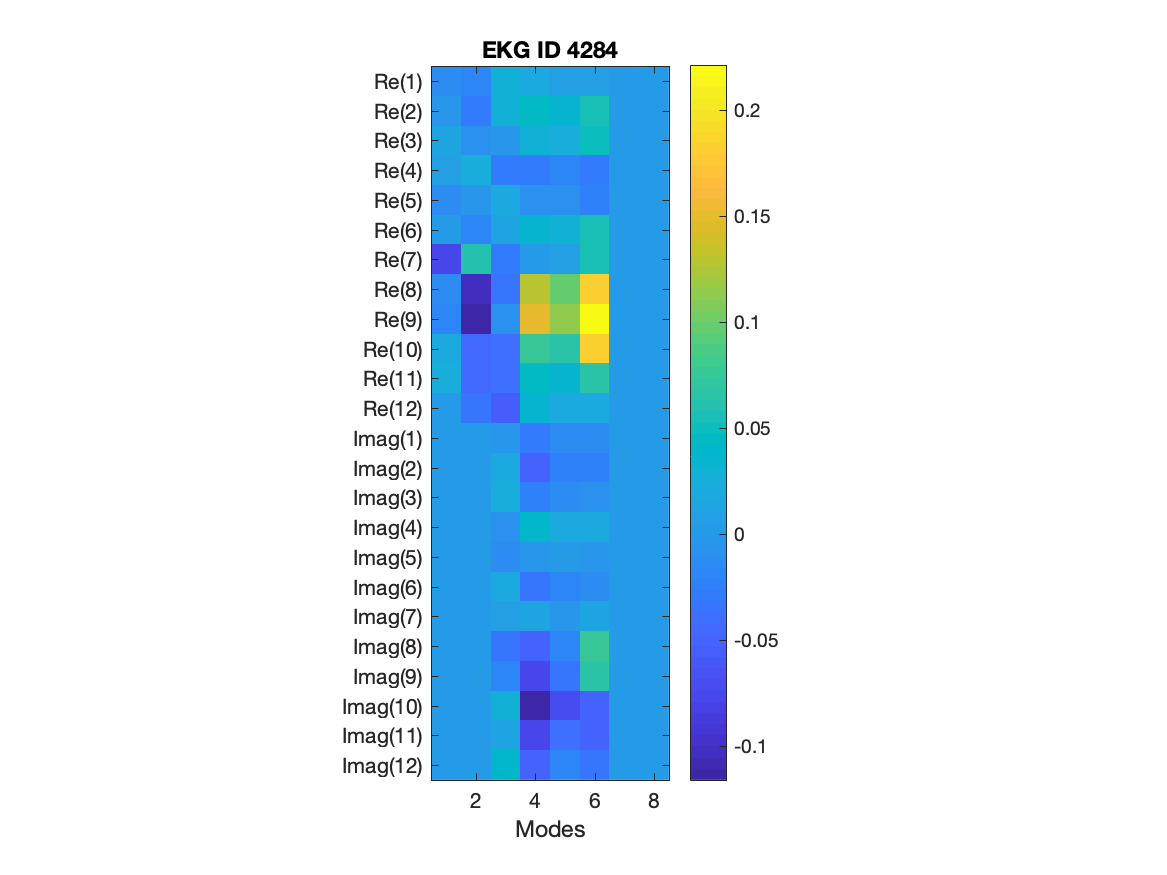 EKG ID 4284
Re(1)
Re(2)
Re(3)
Re(4)
Re(5)
Re(6)
Re(7)
Re(8)
Re(9)
Re(10)
Re(11)
Re(12)
Imag(1)
Imag(2)
Imag(3)
Imag(4)
Imag(5)
Imag(6)
Imag(7)
Imag(8)
Imag(9)
Imag(10)
Imag(11)
Imag(12)
2 4 6 8
Modes
0.2
0.15
0.1
0.05
0
-0.05
-0.1